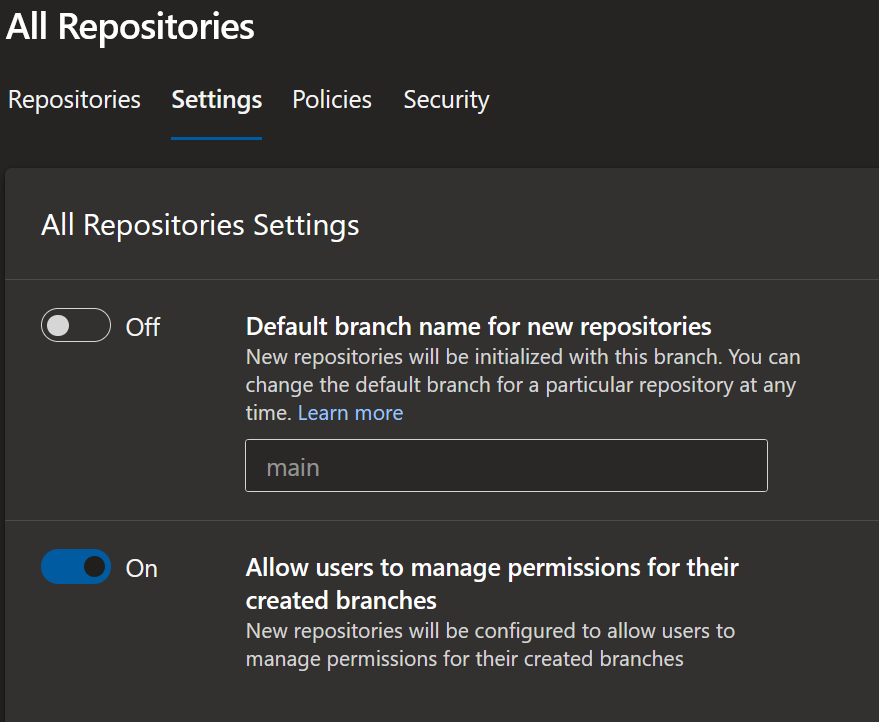 All Repositories
Repositories Settings Policies Security
All Repositories Settings
Off
Default branch name for new repositories
New repositories will be initialized with this branch. You can
change the default branch for a particular repository at any
time. Learn more
main
On
Allow users to manage permissions for their
created branches
New repositories will be configured to allow users to
manage permissions for their created branches